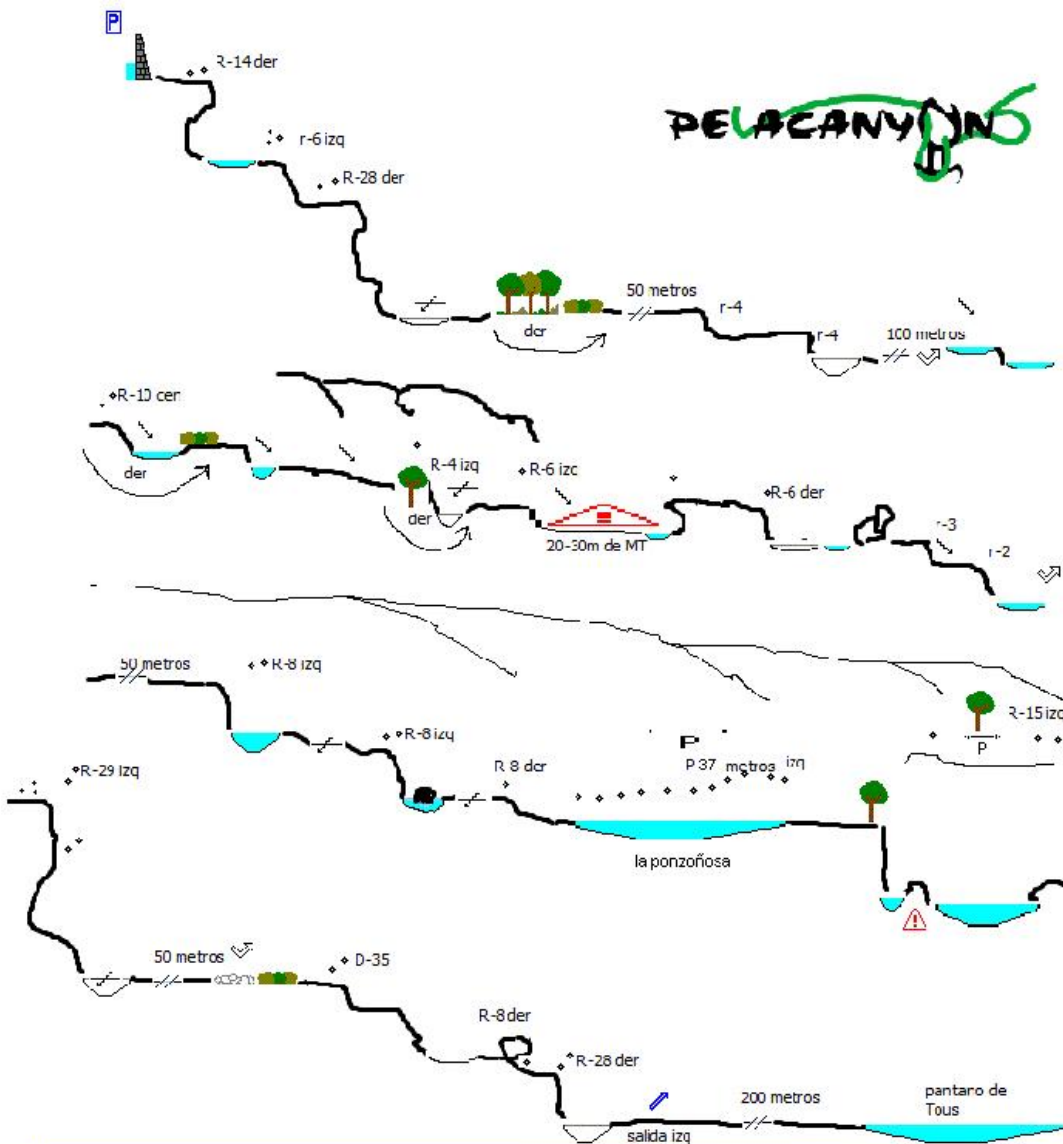 P
R-14 der
PELACANYON
r-6 izq
R-28 der
50 metros
r-4
der
r-4
100 metros
R-10 cen
der
R-4 izq
R-6 izc
der
20-30m de MT
R-6 der
r-3
r-2
50 metros
R-8 izq
R-8 izq
R-8 der
P
P 37 metros izq
R-15 izq
P
la ponzoñosa
R-29 izq
50 metros
D-35
R-8 der
R-28 der
200 metros
salida izq
pantaro de
Tous